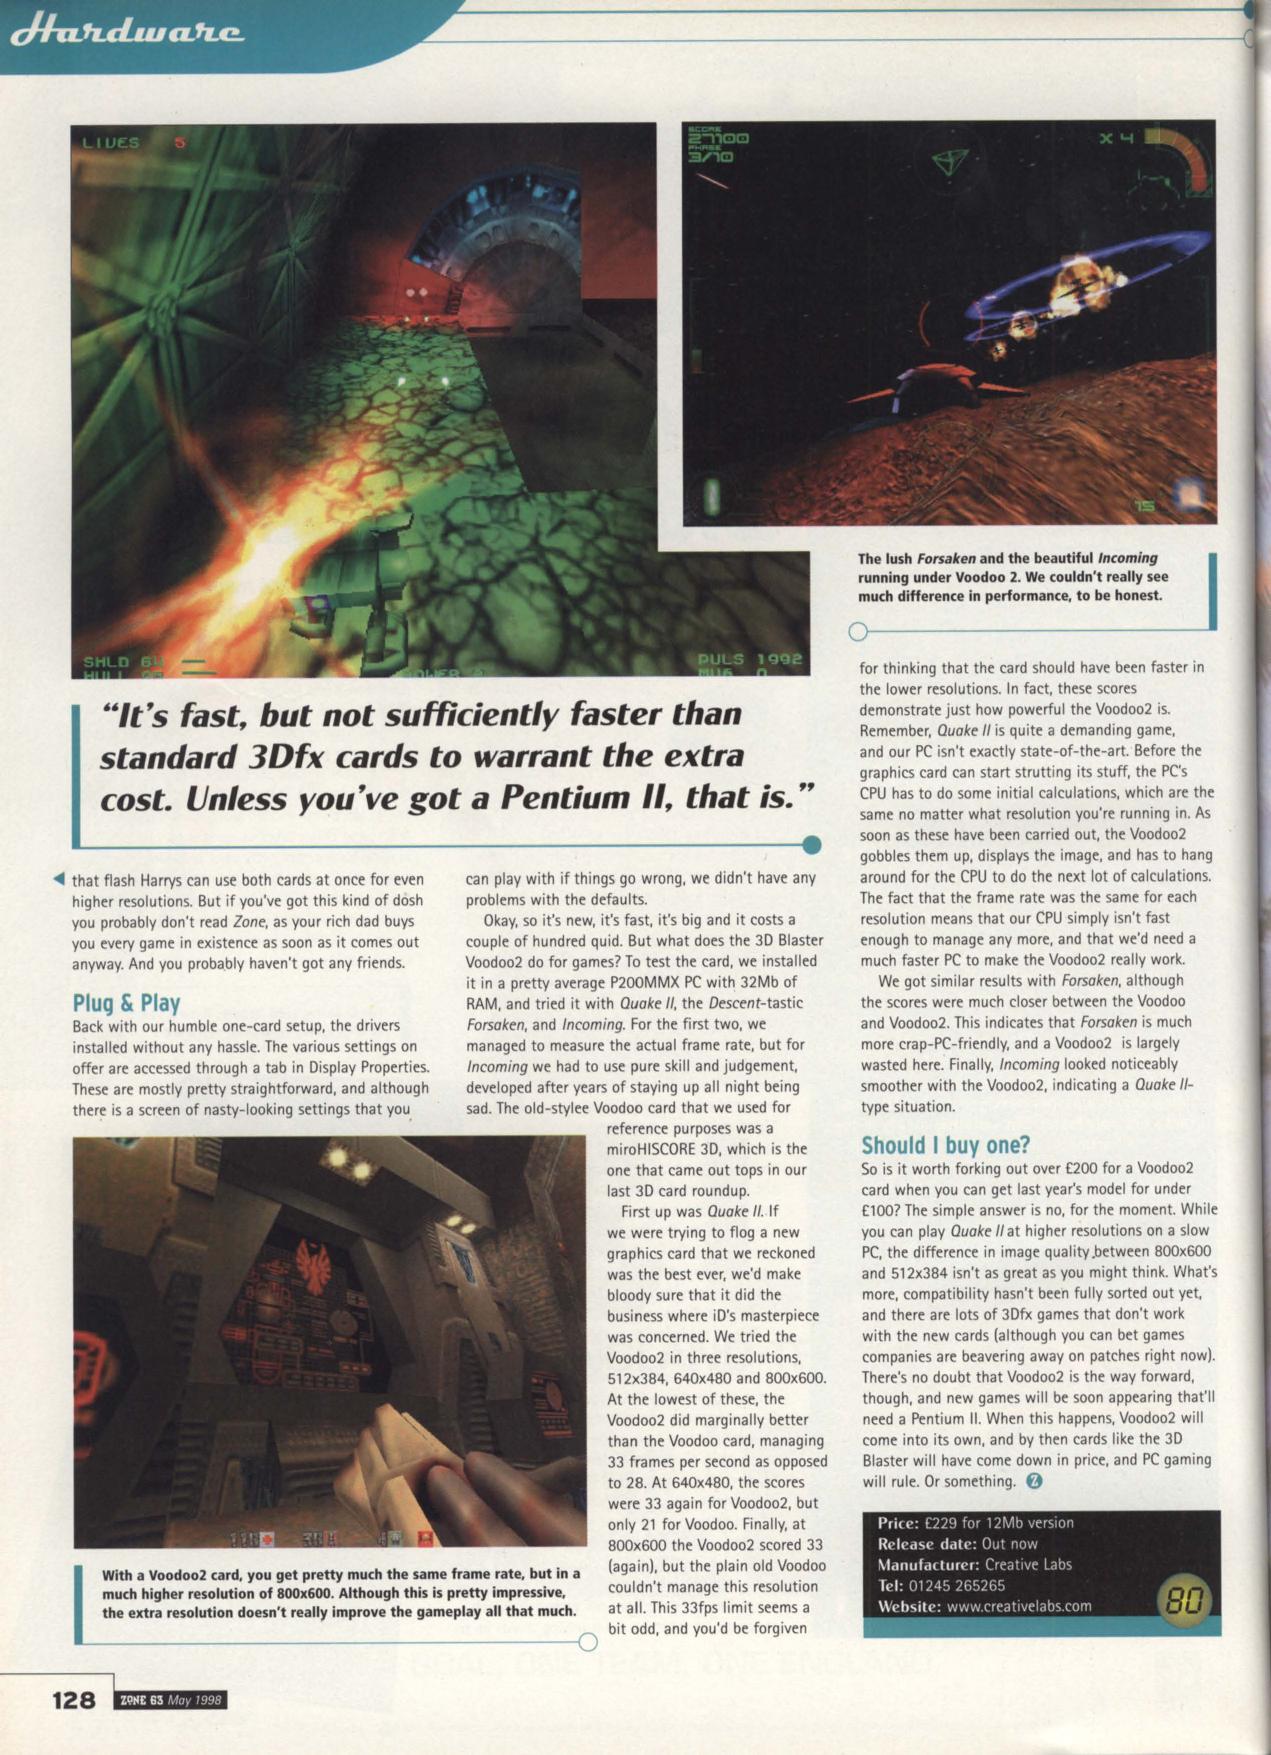 Hardware
LIVES 5
SHLD 64
PULS 1992
SCORE
27100
PHASE
3/10
X 4
15
The lush Forsaken and the beautiful Incoming
running under Voodoo 2. We couldn't really see
much difference in performance, to be honest.
"It's fast, but not sufficiently faster than
standard 3Dfx cards to warrant the extra
cost. Unless you've got a Pentium II, that is."
that flash Harrys can use both cards at once for even
higher resolutions. But if you've got this kind of dosh
you probably don't read Zone, as your rich dad buys
you every game in existence as soon as it comes out
anyway. And you probably haven't got any friends.
Plug & Play
Back with our humble one-card setup, the drivers
installed without any hassle. The various settings on
offer are accessed through a tab in Display Properties.
These are mostly pretty straightforward, and although
there is a screen of nasty-looking settings that you
can play with if things go wrong, we didn't have any
problems with the defaults.
Okay, so it's new, it's fast, it's big and it costs a
couple of hundred quid. But what does the 3D Blaster
Voodoo2 do for games? To test the card, we installed
it in a pretty average P200MMX PC with 32Mb of
RAM, and tried it with Quake II, the Descent-tastic
Forsaken, and Incoming. For the first two, we
managed to measure the actual frame rate, but for
Incoming we had to use pure skill and judgement,
developed after years of staying up all night being
sad. The old-stylee Voodoo card that we used for
reference purposes was a
miroHISCORE 3D, which is the
one that came out tops in our
last 3D card roundup.
First up was Quake II. If
we were trying to flog a new
graphics card that we reckoned
was the best ever, we'd make
bloody sure that it did the
business where iD's masterpiece
was concerned. We tried the
Voodoo2 in three resolutions,
512x384, 640x480 and 800x600.
At the lowest of these, the
Voodoo2 did marginally better
than the Voodoo card, managing
33 frames per second as opposed
to 28. At 640x480, the scores
were 33 again for Voodoo2, but
only 21 for Voodoo. Finally, at
800x600 the Voodoo2 scored 33
(again), but the plain old Voodoo
couldn't manage this resolution
at all. This 33fps limit seems a
bit odd, and you'd be forgiven
for thinking that the card should have been faster in
the lower resolutions. In fact, these scores
demonstrate just how powerful the Voodoo2 is.
Remember, Quake II is quite a demanding game,
and our PC isn't exactly state-of-the-art. Before the
graphics card can start strutting its stuff, the PC's
CPU has to do some initial calculations, which are the
same no matter what resolution you're running in. As
soon as these have been carried out, the Voodoo2
gobbles them up, displays the image, and has to hang
around for the CPU to do the next lot of calculations.
The fact that the frame rate was the same for each
resolution means that our CPU simply isn't fast
enough to manage any more, and that we'd need a
much faster PC to make the Voodoo2 really work.
We got similar results with Forsaken, although
the scores were much closer between the Voodoo
and Voodoo2. This indicates that Forsaken is much
more crap-PC-friendly, and a Voodoo2 is largely
wasted here. Finally, Incoming looked noticeably
smoother with the Voodoo2, indicating a Quake II-
type situation.
Should I buy one?
So is it worth forking out over £200 for a Voodoo2
card when you can get last year's model for under
£100? The simple answer is no, for the moment. While
you can play Quake II at higher resolutions on a slow
PC, the difference in image quality between 800x600
and 512x384 isn't as great as you might think. What's
more, compatibility hasn't been fully sorted out yet,
and there are lots of 3Dfx games that don't work
with the new cards (although you can bet games
companies are beavering away on patches right now).
There's no doubt that Voodoo2 is the way forward,
though, and new games will be soon appearing that'll
need a Pentium II. When this happens, Voodoo2 will
come into its own, and by then cards like the 3D
Blaster will have come down in price, and PC gaming
will rule. Or something. Z
With a Voodoo2 card, you get pretty much the same frame rate, but in a
much higher resolution of 800x600. Although this is pretty impressive,
the extra resolution doesn't really improve the gameplay all that much.
Price: £229 for 12Mb version
Release date: Out now
Manufacturer: Creative Labs
Tel: 01245 265265
Website: www.creativelabs.com
80
128 ZONE 63 May 1998